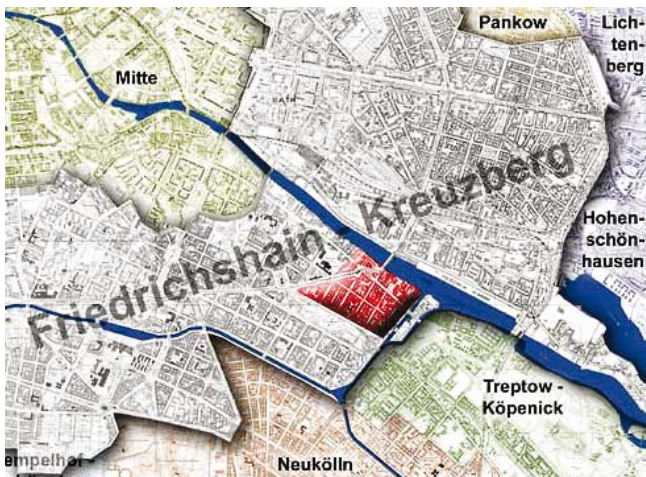 Pankow
Lich-
ten-
berg
Mitte
Friedrichshain - Kreuzberg
Hohen-
schön-
hausen
Treptow -
Köpenick
Neukölln
empelhof -